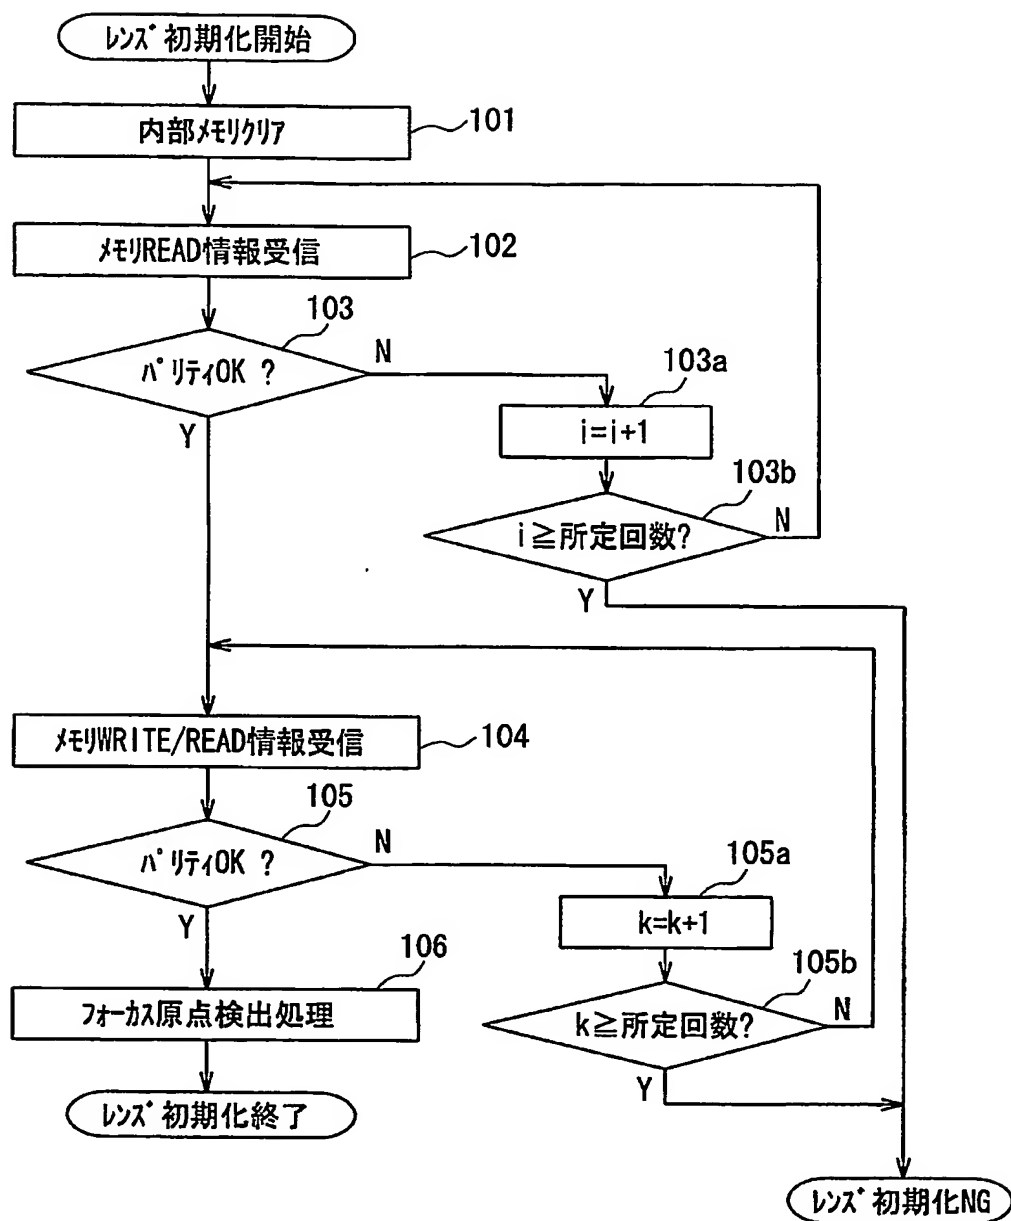 ﾚﾝｽﾞ初期化開始
内部ﾒﾓﾘｸﾘｱ
101
ﾒﾓﾘREAD情報受信
102
103
ﾊﾟﾘﾃｨOK ?
N
Y
103a
i=i+1
103b
i≧所定回数?
N
Y
ﾒﾓﾘWRITE/READ情報受信
104
105
ﾊﾟﾘﾃｨOK ?
N
Y
105a
k=k+1
105b
k≧所定回数?
N
Y
106
ﾌｫｰｶｽ原点検出処理
ﾚﾝｽﾞ初期化終了
ﾚﾝｽﾞ初期化NG